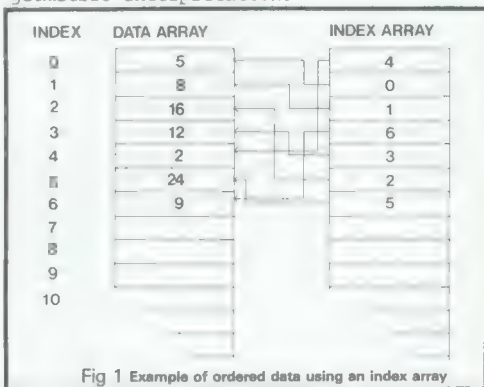 INDEX DATA ARRAY INDEX ARRAY
0 5 4
1 8 0
2 16 1
3 12 6
4 2 3
5 24 2
6 9 5
7
8
9
10
Fig 1 Example of ordered data using an index array